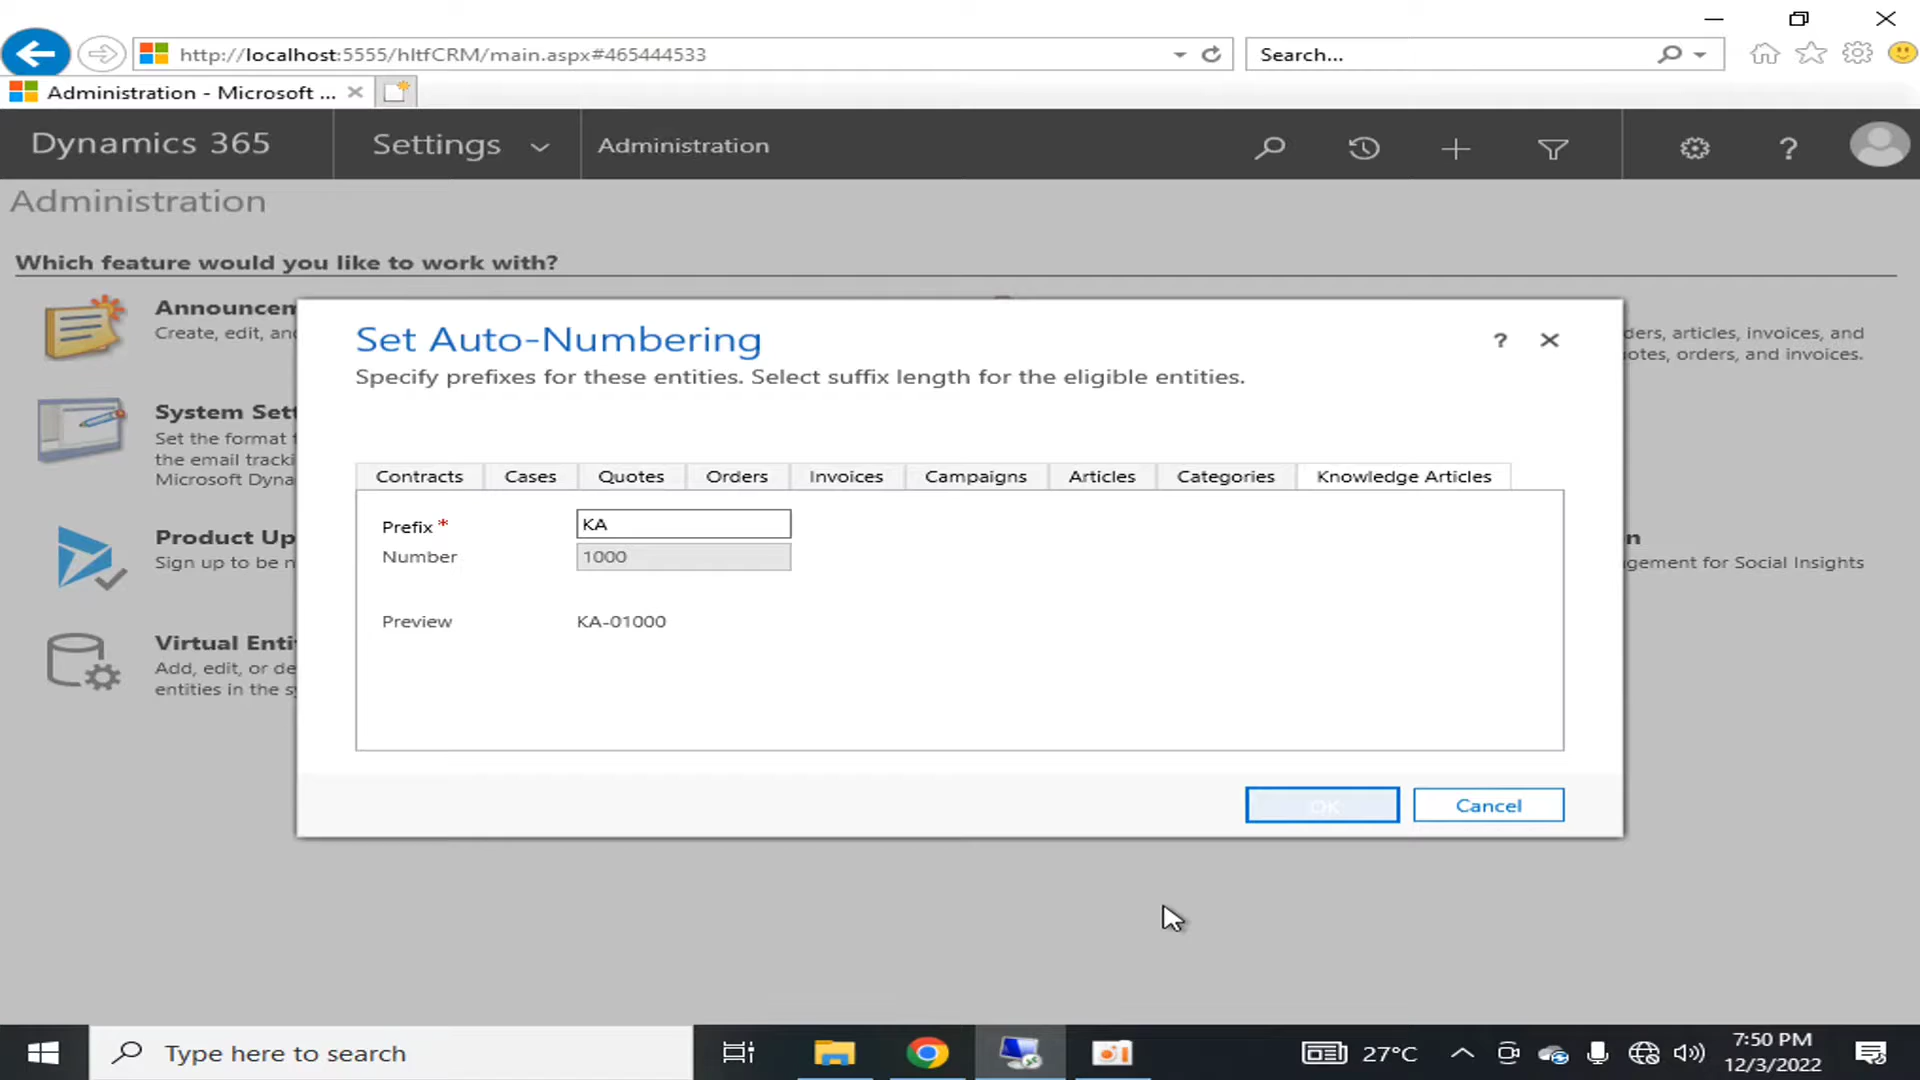 http://localhost:5555/hltfCRM/main.aspx#465444533
Search...
Administration - Microsoft ...
Dynamics 365
Settings
Administration
?
Administration
Which feature would you like to work with?
Announcem
Create, edit, an
ders, articles, invoices, and
otes, orders, and invoices.
System Sett
Set the format
the email tracki
Microsoft Dyna
Product Up
Sign up to be n
n
gement for Social Insights
Virtual Enti
Add, edit, or de
entities in the s
Set Auto-Numbering
?
Specify prefixes for these entities. Select suffix length for the eligible entities.
Contracts
Cases
Quotes
Orders
Invoices
Campaigns
Articles
Categories
Knowledge Articles
Prefix *
KA
Number
1000
Preview
KA-01000
OK
Cancel
Type here to search
27°C
7:50 PM
12/3/2022